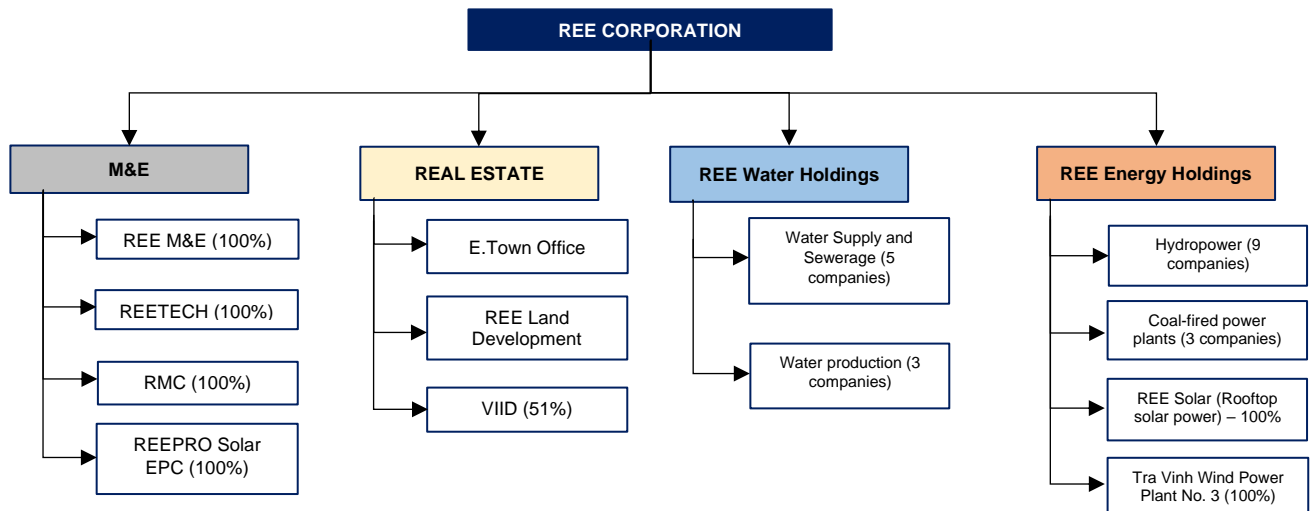 REE CORPORATION
M&E
REE M&E (100%)
REETECH (100%)
RMC (100%)
REEPRO Solar
EPC (100%)
REAL ESTATE
E.Town Office
REE Land
Development
VIID (51%)
REE Water Holdings
Water Supply and
Sewerage (5
companies)
Water production (3
companies)
REE Energy Holdings
Hydropower (9
companies)
Coal-fired power
plants (3 companies)
REE Solar (Rooftop
solar power) – 100%
Tra Vinh Wind Power
Plant No. 3 (100%)